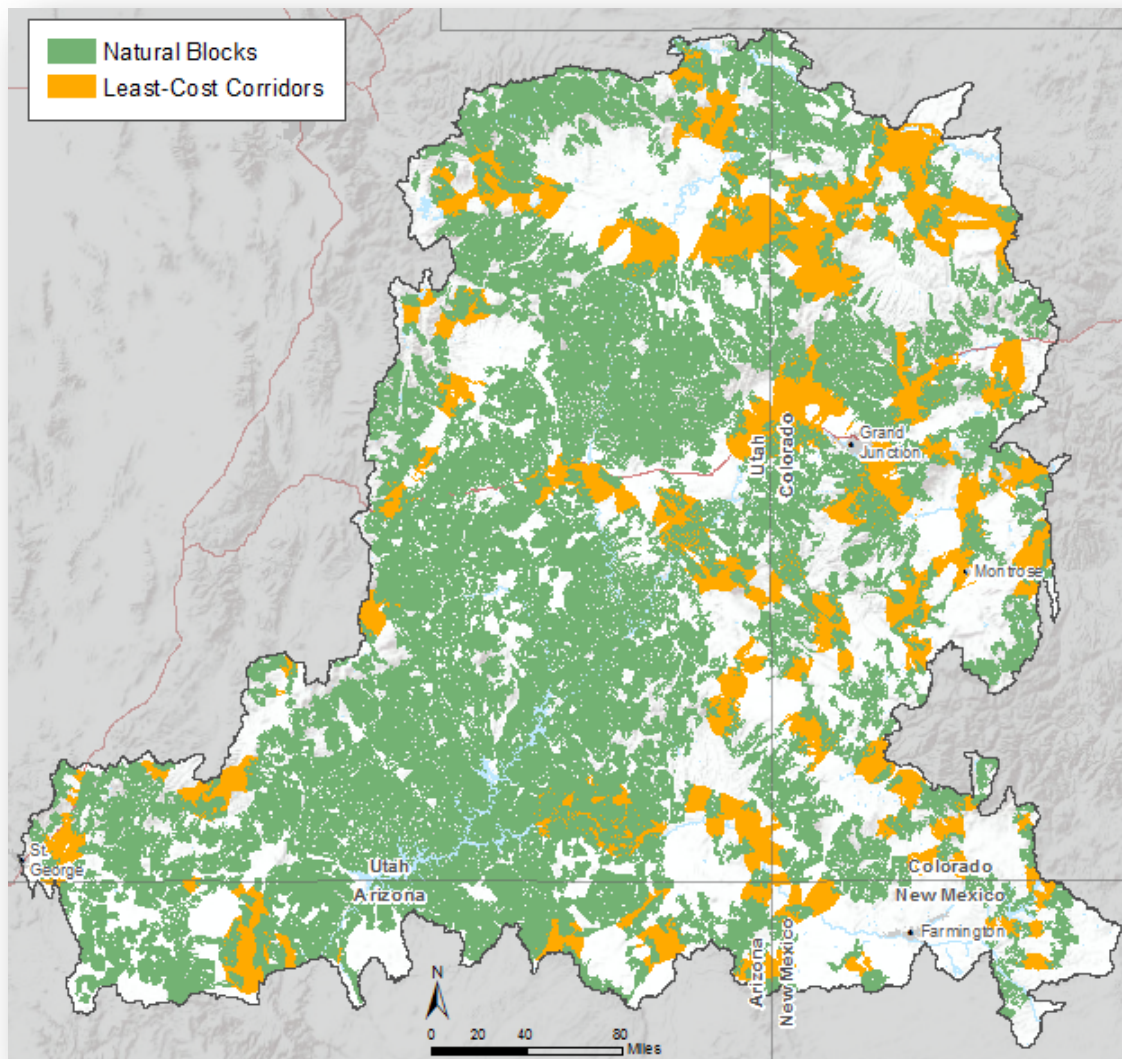 Natural Blocks
Least-Cost Corridors
Utah
Colorado
Grand
Junction
Montrose
St.
George
Utah
Arizona
Colorado
New Mexico
Farmington
Arizona
New Mexico
N
0 20 40 80
Miles